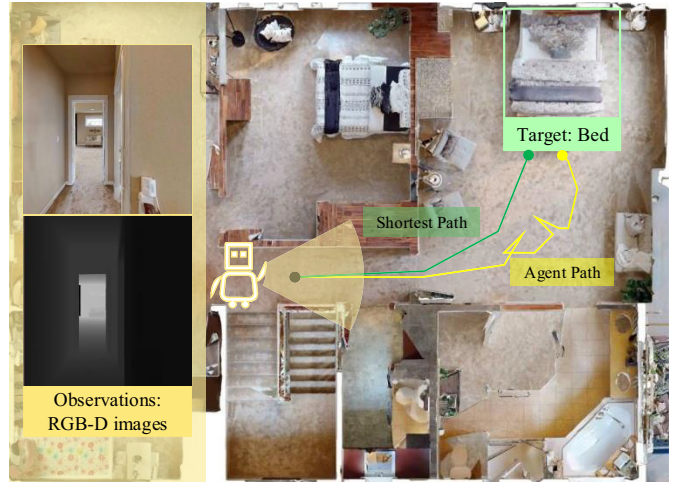 Target: Bed
Shortest Path
Agent Path
Observations:
RGB-D images